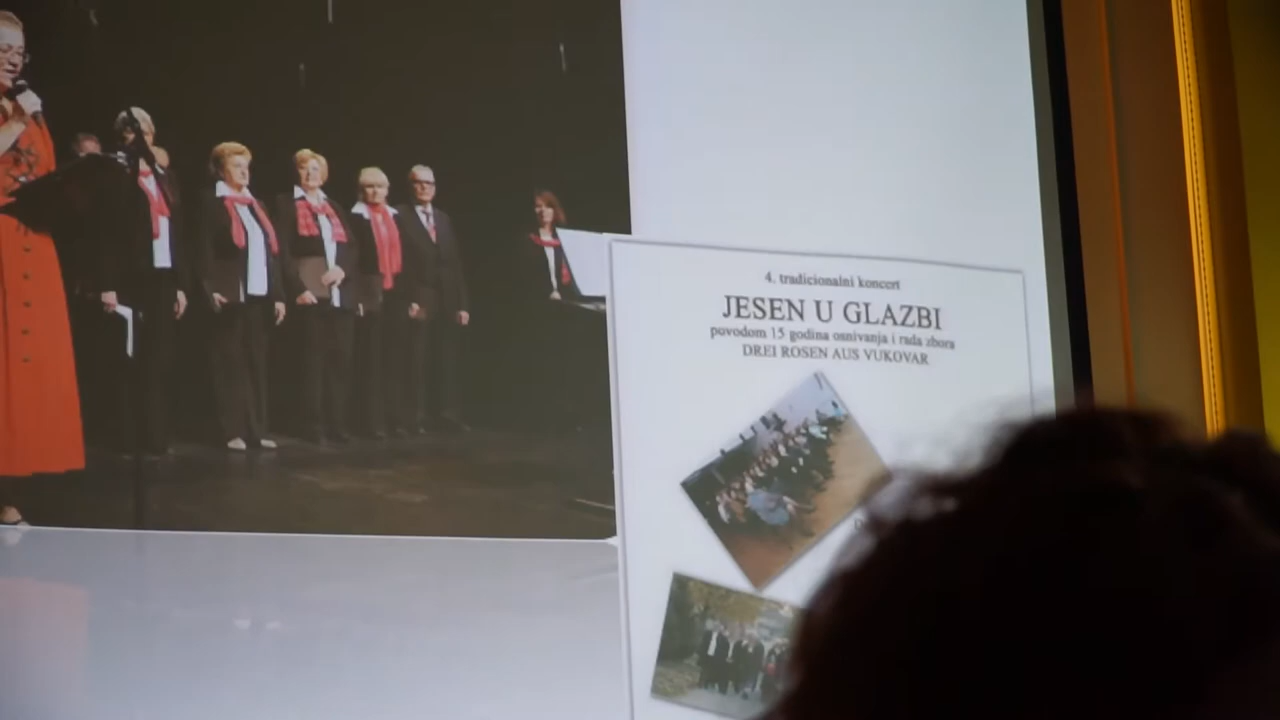 4. tradicionalni koncert
JESEN U GLAZBI
povodom 15 godina osnivanja i rada zbora
DREI ROSEN AUS VUKOVAR